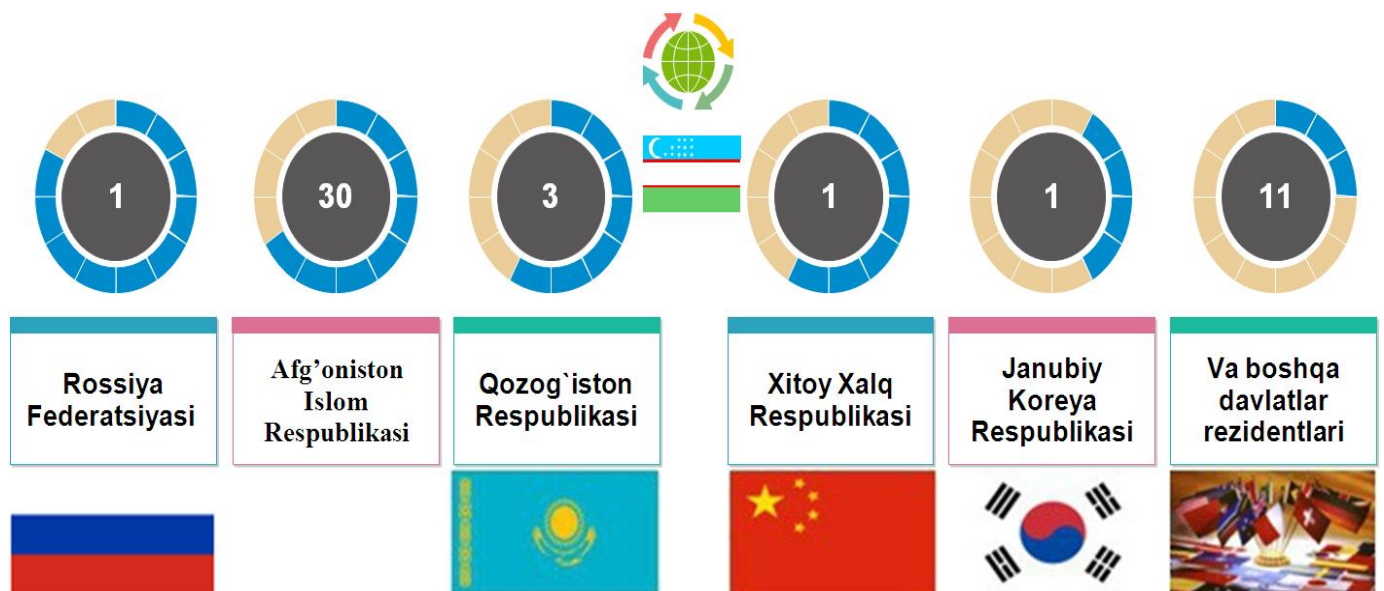 1
30
3
1
1
11
Rossiya
Federatsiyasi
Afg’oniston
Islom
Respublikasi
Qozog`iston
Respublikasi
Xitoy Xalq
Respublikasi
Janubiy
Koreya
Respublikasi
Va boshqa
davlatlar
rezidentlari